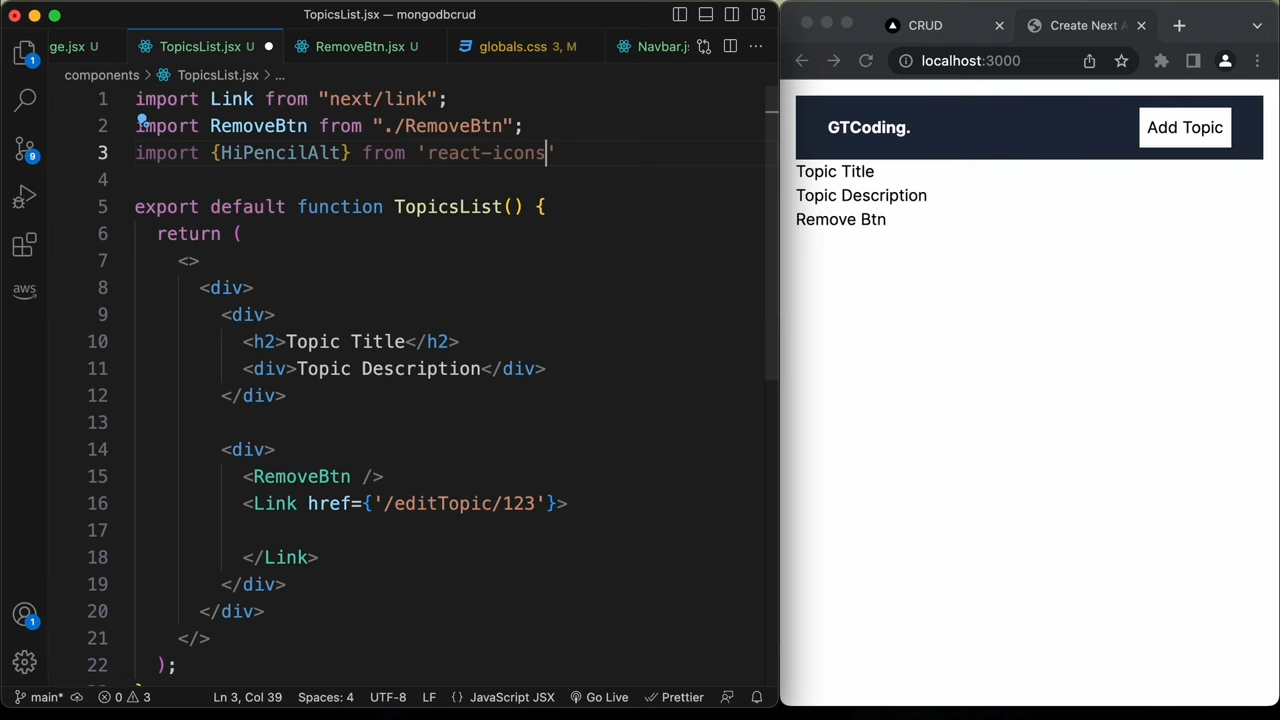 TopicsList.jsx — mongodbcrud
ge.jsx U
TopicsList.jsx U
RemoveBtn.jsx U
globals.css 3, M
Navbar.j
components > TopicsList.jsx > ...
1 import Link from "next/link";
2 import RemoveBtn from "./RemoveBtn";
3 import {HiPencilAlt} from 'react-icons'
4
5 export default function TopicsList() {
6 return (
7 <>
8 <div>
9 <div>
10 <h2>Topic Title</h2>
11 <div>Topic Description</div>
12 </div>
13
14 <div>
15 <RemoveBtn />
16 <Link href={'/editTopic/123'}>
17
18 </Link>
19 </div>
20 </div>
21 </>
22 );
1
9
aws
1
main* 0 3 Ln 3, Col 39 Spaces: 4 UTF-8 LF {} JavaScript JSX Go Live Prettier
CRUD
Create Next A
localhost:3000
GTCoding.
Add Topic
Topic Title
Topic Description
Remove Btn